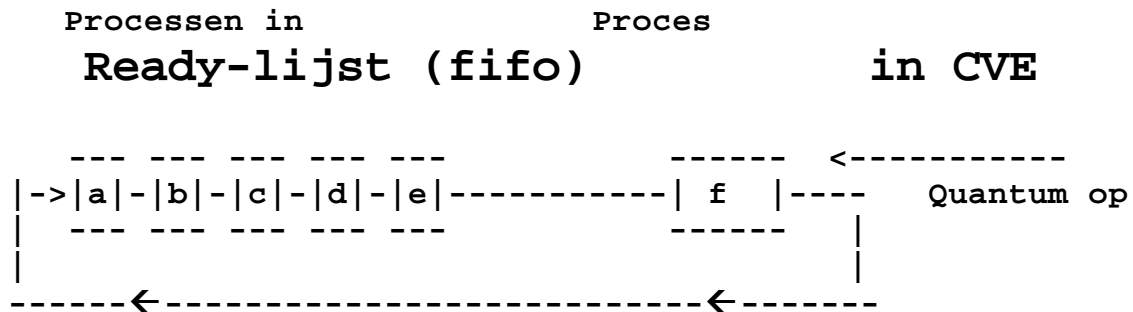 Processen in Proces
Ready-lijst (fifo) in CVE
--- --- --- --- --- ------ <-----------
|->|a|-|b|-|c|-|d|-|e|-----------| f |---- Quantum op
| --- --- --- --- --- ------ |
| |
------←----------------------------←-------